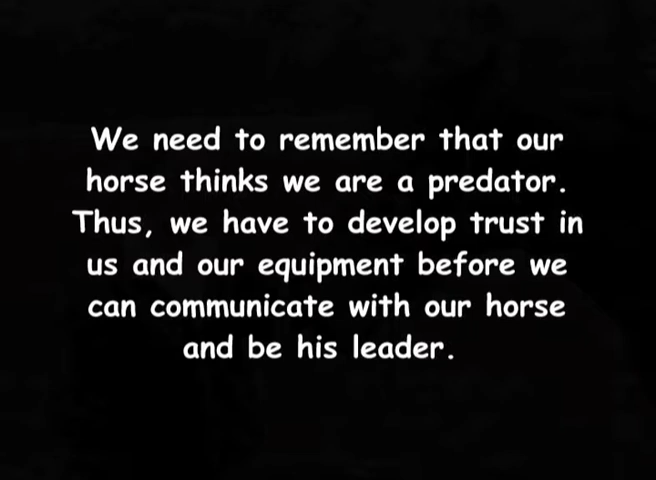 We need to remember that our
horse thinks we are a predator.
Thus, we have to develop trust in
us and our equipment before we
can communicate with our horse
and be his leader.